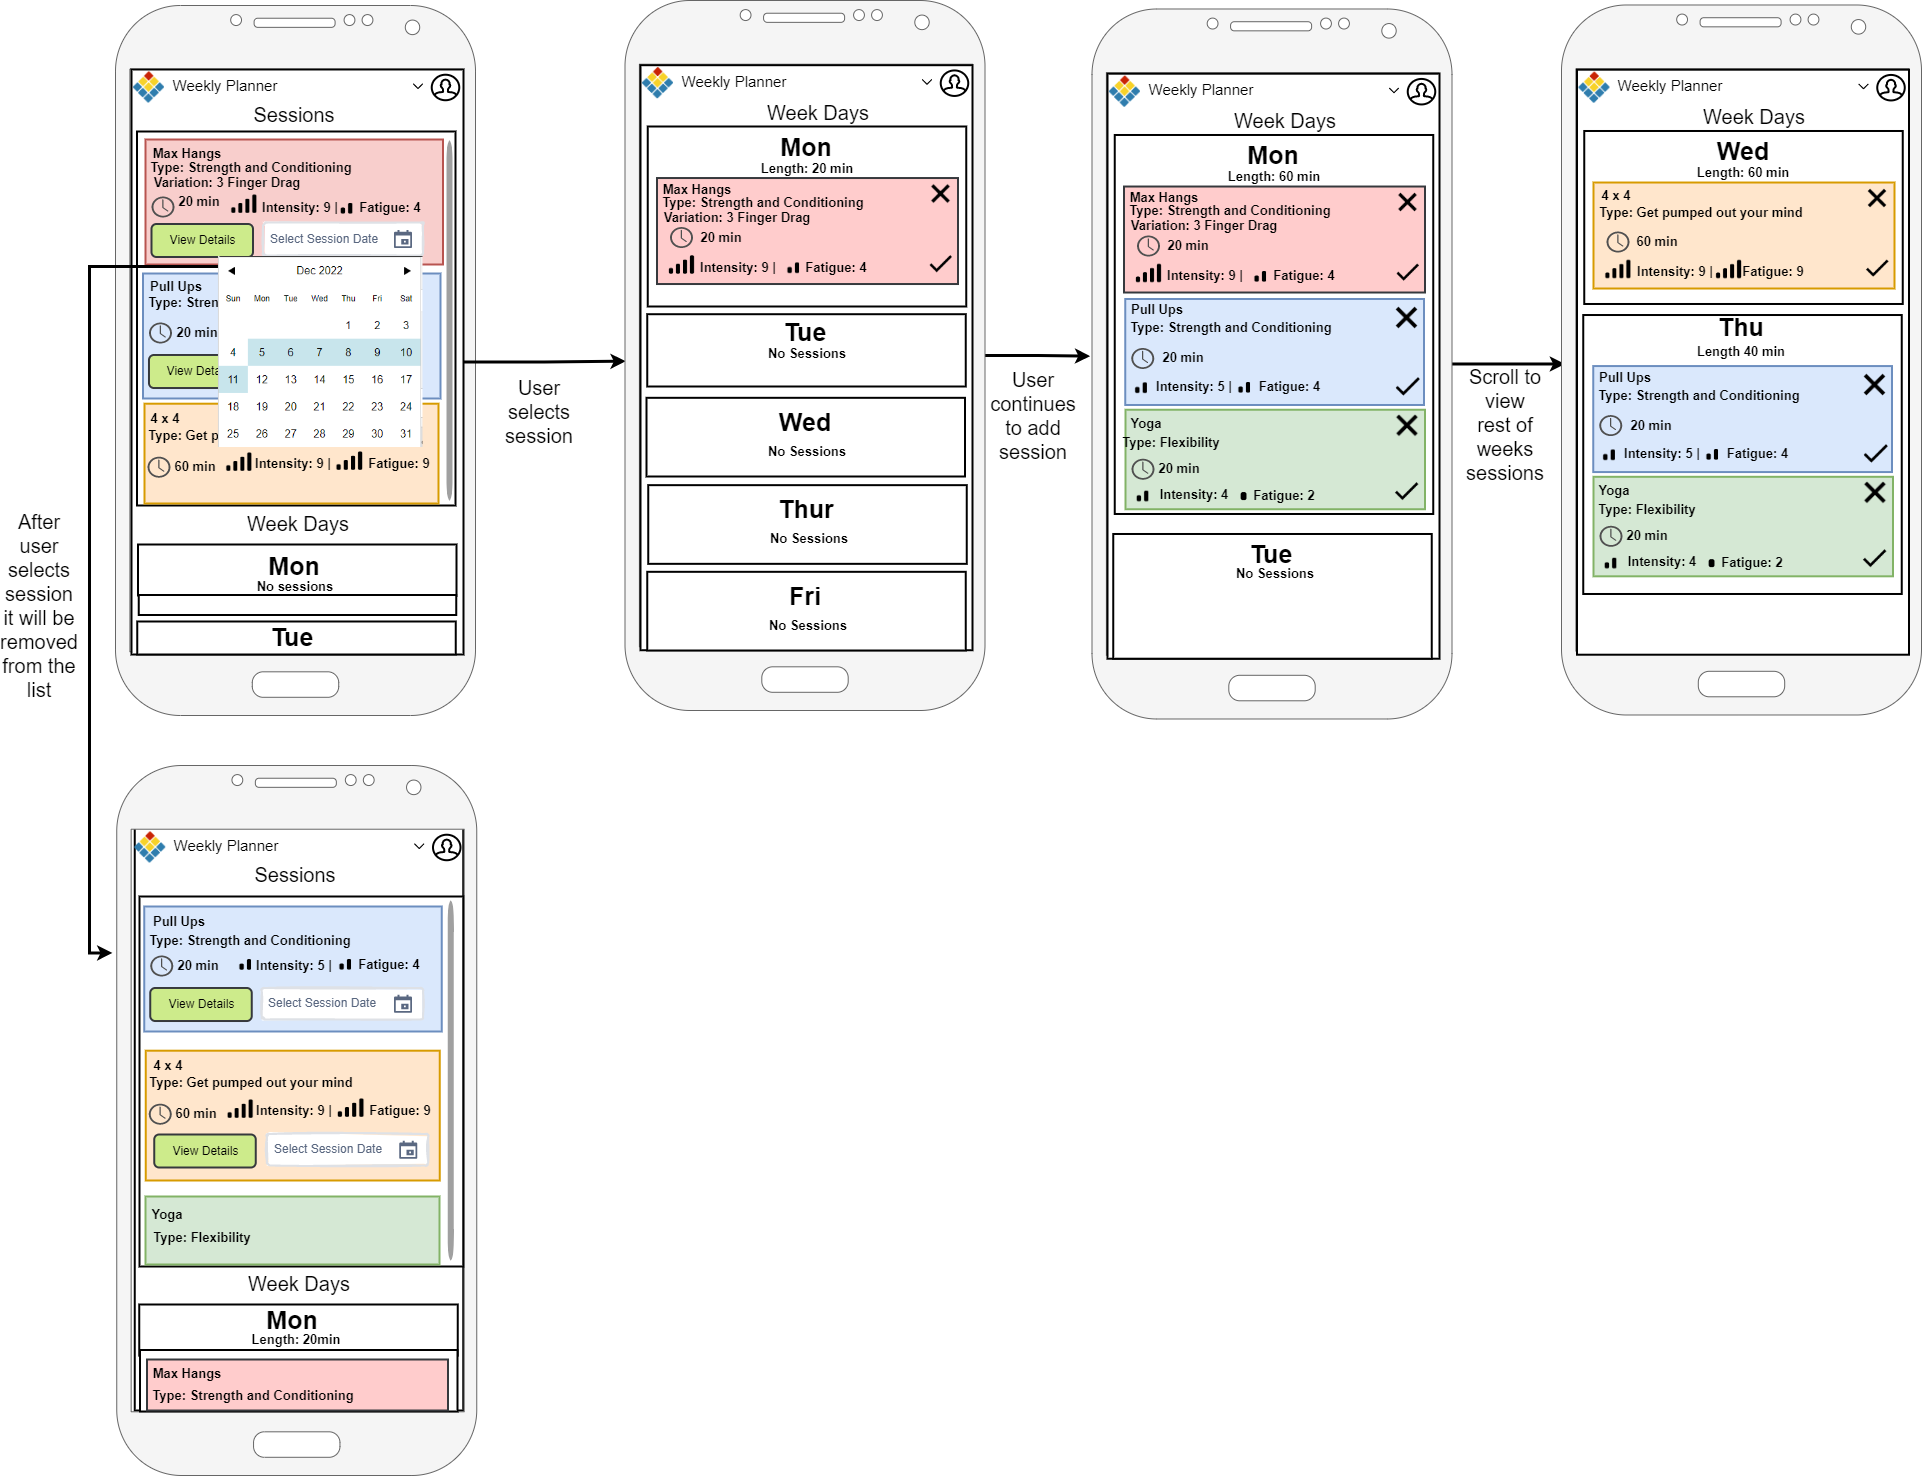 Weekly Planner
Sessions
Max Hangs
Type: Strength and Conditioning
Variation: 3 Finger Drag
20 min
Intensity: 9 |
Fatigue: 4
View Details
Select Session Date
Dec 2022
Sun Mon Tue Wed Thu Fri Sat
1 2 3
4 5 6 7 8 9 10
11 12 13 14 15 16 17
18 19 20 21 22 23 24
25 26 27 28 29 30 31
Pull Ups
Type: Stren
20 min
View Deta
4 x 4
Type: Get p
60 min
Intensity: 9 |
Fatigue: 9
Week Days
Mon
No sessions
Tue
After
user
selects
session
it will be
removed
from the
list
User
selects
session
Weekly Planner
Week Days
Mon
Length: 20 min
Max Hangs
Type: Strength and Conditioning
Variation: 3 Finger Drag
20 min
Intensity: 9 |
Fatigue: 4
Tue
No Sessions
Wed
No Sessions
Thur
No Sessions
Fri
No Sessions
User
continues
to add
session
Weekly Planner
Week Days
Mon
Length: 60 min
Max Hangs
Type: Strength and Conditioning
Variation: 3 Finger Drag
20 min
Intensity: 9 |
Fatigue: 4
Pull Ups
Type: Strength and Conditioning
20 min
Intensity: 5 |
Fatigue: 4
Yoga
Type: Flexibility
20 min
Intensity: 4
Fatigue: 2
Tue
No Sessions
Scroll to
view
rest of
weeks
sessions
Weekly Planner
Week Days
Wed
Length: 60 min
4 x 4
Type: Get pumped out your mind
60 min
Intensity: 9 |
Fatigue: 9
Thu
Length 40 min
Pull Ups
Type: Strength and Conditioning
20 min
Intensity: 5 |
Fatigue: 4
Yoga
Type: Flexibility
20 min
Intensity: 4
Fatigue: 2
Weekly Planner
Sessions
Pull Ups
Type: Strength and Conditioning
20 min
Intensity: 5 |
Fatigue: 4
View Details
Select Session Date
4 x 4
Type: Get pumped out your mind
60 min
Intensity: 9 |
Fatigue: 9
View Details
Select Session Date
Yoga
Type: Flexibility
Week Days
Mon
Length: 20min
Max Hangs
Type: Strength and Conditioning